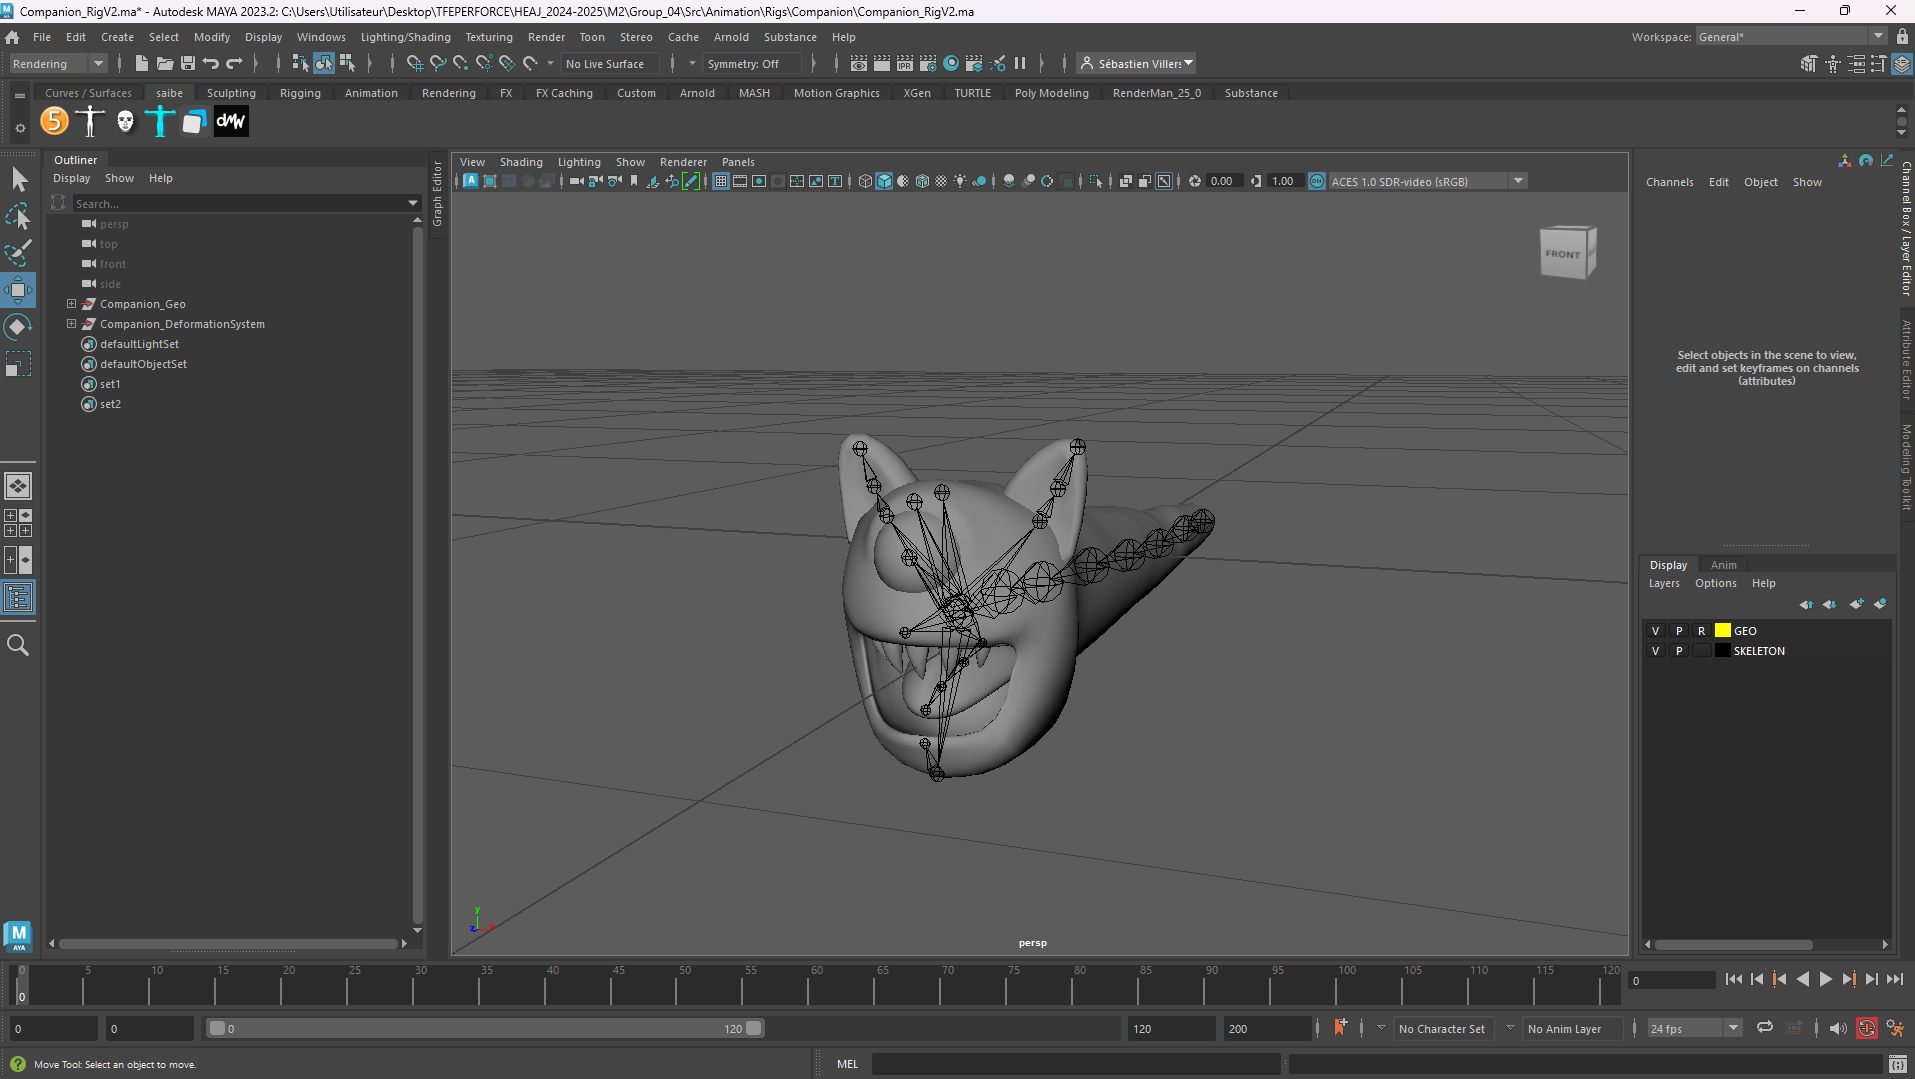 Companion_RigV2.ma* - Autodesk MAYA 2023.2: C:\Users\Utilisateur\Desktop\TFEPERFORCE\HEAJ_2024-2025\M2\Group_04\Src\Animation\Rigs\Companion\Companion_RigV2.ma
File Edit Create Select Modify Display Windows Lighting/Shading Texturing Render Toon Stereo Cache Arnold Substance Help
Workspace: General*
Rendering No Live Surface Symmetry: Off IPR Sébastien Villers
Curves / Surfaces saibe Sculpting Rigging Animation Rendering FX FX Caching Custom Arnold MASH Motion Graphics XGen TURTLE Poly Modeling RenderMan_25_0 Substance
5 dMW
Outliner
Display Show Help
Search...
persp
top
front
side
Companion_Geo
Companion_DeformationSystem
defaultLightSet
defaultObjectSet
set1
set2
Graph Editor
View Shading Lighting Show Renderer Panels
0.00 1.00 ON ACES 1.0 SDR-video (sRGB)
FRONT
y
z
persp
Channels Edit Object Show
Select objects in the scene to view,
edit and set keyframes on channels
(attributes)
Channel Box / Layer Editor
Attribute Editor
Modeling Toolkit
Display Anim
Layers Options Help
V P R GEO
V P SKELETON
M
AYA
0 5 10 15 20 25 30 35 40 45 50 55 60 65 70 75 80 85 90 95 100 105 110 115 120
0
0
0 0 0 120 120 200 No Character Set No Anim Layer 24 fps
Move Tool: Select an object to move.
MEL